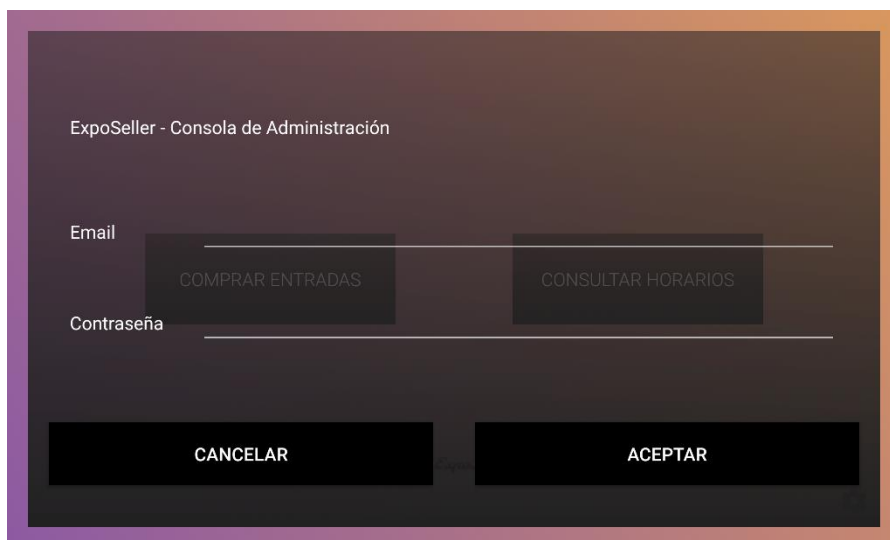 ExpoSeller - Consola de Administración
Email
COMPRAR ENTRADAS
CONSULTAR HORARIOS
Contraseña
CANCELAR
ACEPTAR